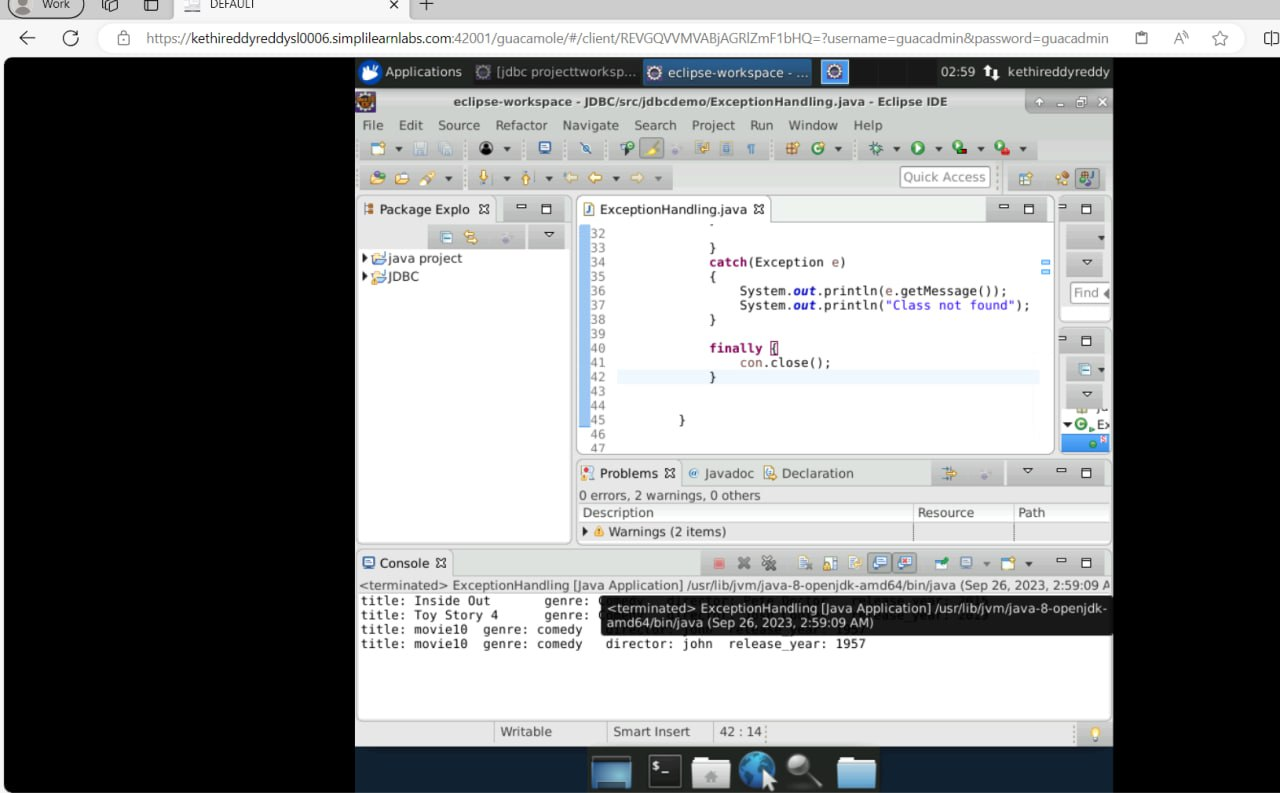 Work
DEFAULT
https://kethireddyreddysl0006.simplilearnlabs.com:42001/guacamole/#/client/REVGQVVMVABjAGRlZmF1bHQ=?username=guacadmin&password=guacadmin
Applications [jdbc projecttworksp... eclipse-workspace - ... 02:59 kethireddyreddy
eclipse-workspace - JDBC/src/jdbcdemo/ExceptionHandling.java - Eclipse IDE
File Edit Source Refactor Navigate Search Project Run Window Help
Quick Access
Package Explo
ExceptionHandling.java
java project
JDBC
32
33 }
34 catch(Exception e)
35 {
36 System.out.println(e.getMessage());
37 System.out.println("Class not found");
38 }
39
40 finally {
41 con.close();
42 }
43
44
45 }
46
47
Find
Ex
Problems Javadoc Declaration
0 errors, 2 warnings, 0 others
Description Resource Path
Warnings (2 items)
Console
<terminated> ExceptionHandling [Java Application] /usr/lib/jvm/java-8-openjdk-amd64/bin/java (Sep 26, 2023, 2:59:09 A
title: Inside Out genre:
title: Toy Story 4 genre:
<terminated> ExceptionHandling [Java Application] /usr/lib/jvm/java-8-openjdk-
amd64/bin/java (Sep 26, 2023, 2:59:09 AM)
title: movie10 genre: comedy
title: movie10 genre: comedy director: john release_year: 1957
Writable Smart Insert 42 : 14